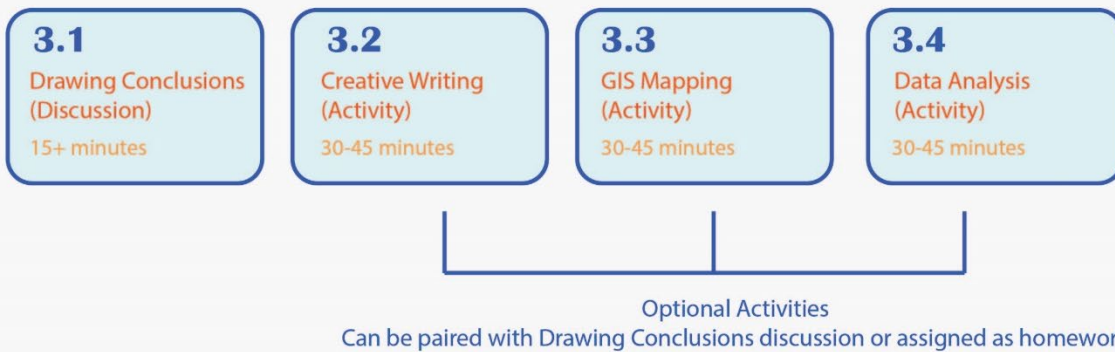 3.1
Drawing Conclusions
(Discussion)
15+ minutes
3.2
Creative Writing
(Activity)
30-45 minutes
3.3
GIS Mapping
(Activity)
30-45 minutes
3.4
Data Analysis
(Activity)
30-45 minutes
Optional Activities
Can be paired with Drawing Conclusions discussion or assigned as homewor